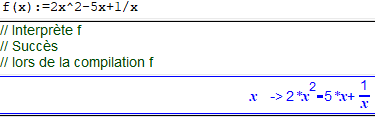 f(x):=2x^2-5x+1/x
// Interprète f
// Succès
// lors de la compilation f
x ->2*x²-5*x+1/x